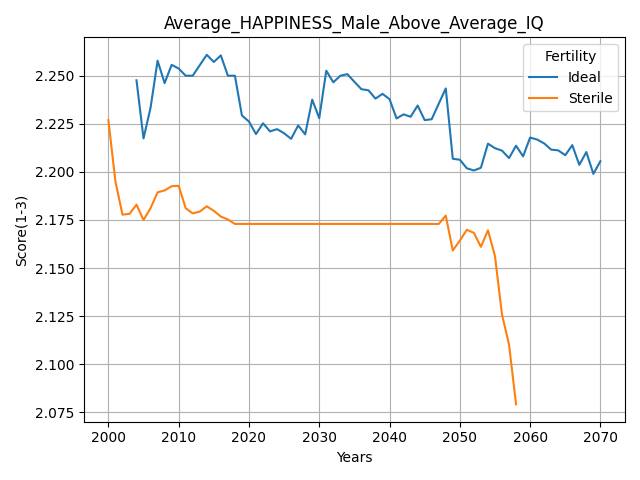 Average_HAPPINESS_Male_Above_Average_IQ
Fertility
Ideal
Sterile
Score(1-3)
2.250
2.225
2.200
2.175
2.150
2.125
2.100
2.075
2000 2010 2020 2030 2040 2050 2060 2070
Years